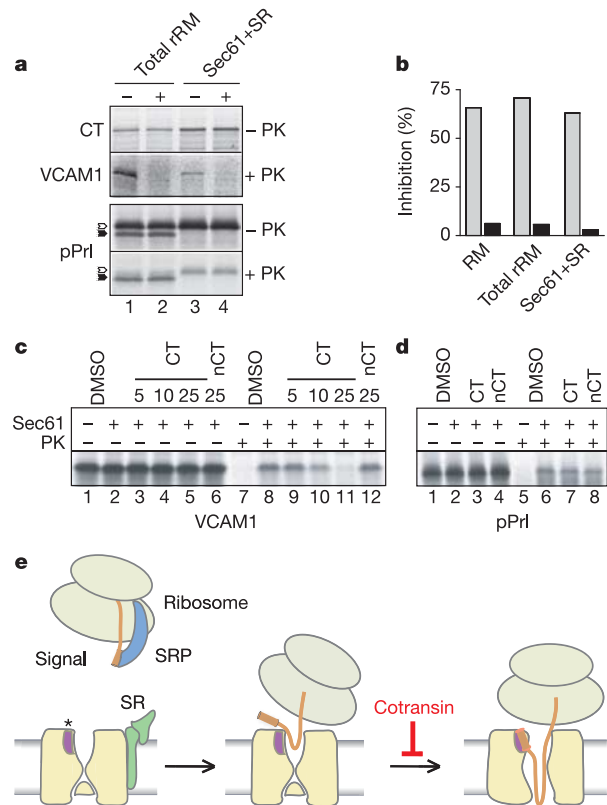 a
Total rRM Sec61+SR
– + – +
CT – PK
VCAM1 + PK
pPrl – PK
+ PK
1 2 3 4
b
Inhibition (%)
75
50
25
0
RM Total rRM Sec61+SR
c
DMSO CT nCT DMSO CT nCT
5 10 25 25 5 10 25 25
Sec61 – + + + + + – + + + + +
PK – – – – – – + + + + + +
1 2 3 4 5 6 7 8 9 10 11 12
VCAM1
d
DMSO CT nCT DMSO CT nCT
– + + + – + + +
– – – – + + + +
1 2 3 4 5 6 7 8
pPrl
e
Ribosome
Signal SRP
SR
*
Cotransin